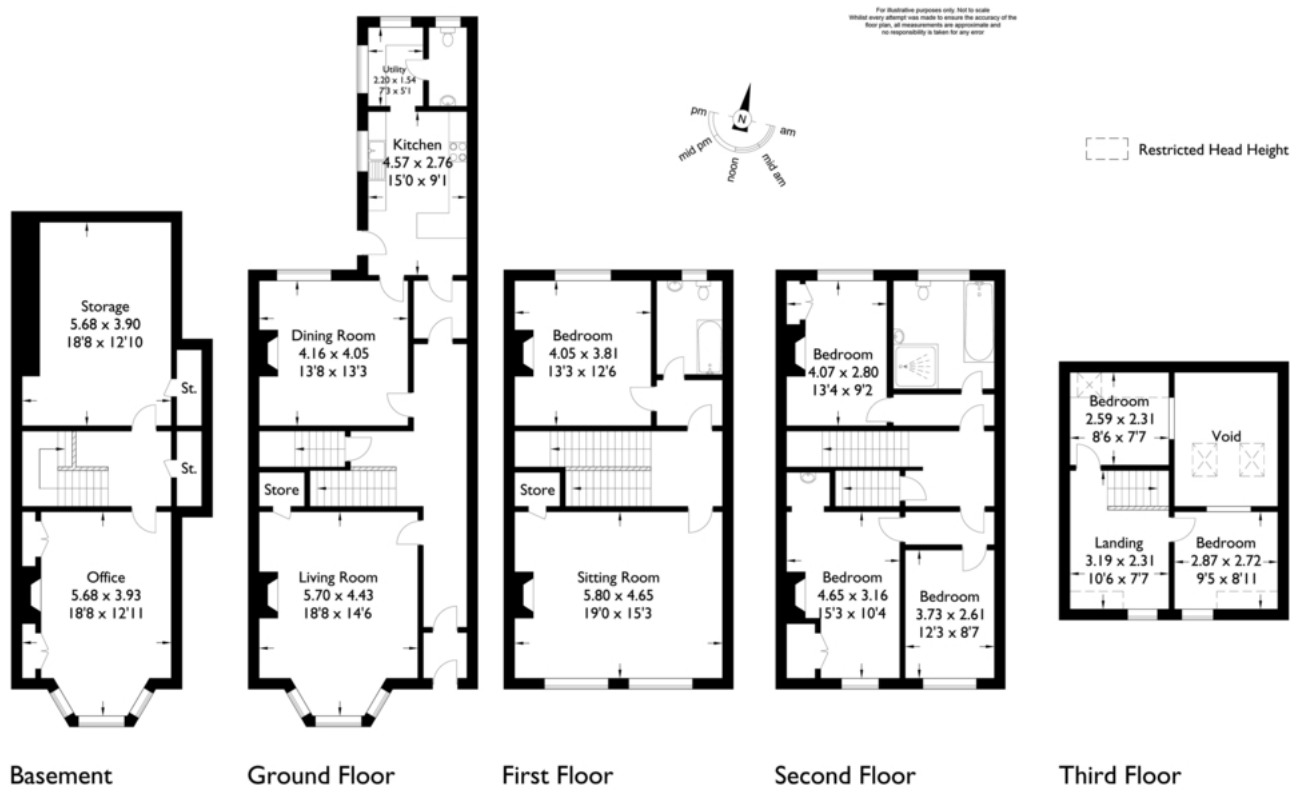 For illustrative purposes only. Not to scale
Whilst every attempt was made to ensure the accuracy of the
floor plan, all measurements are approximate and
no responsibility is taken for any error
pm
N
am
mid pm
noon
mid am
Restricted Head Height
Storage
5.68 x 3.90
18'8 x 12'10
St.
St.
Office
5.68 x 3.93
18'8 x 12'11
Basement
Utility
2.20 x 1.54
7'3 x 5'1
Kitchen
4.57 x 2.76
15'0 x 9'1
Dining Room
4.16 x 4.05
13'8 x 13'3
Store
Living Room
5.70 x 4.43
18'8 x 14'6
Ground Floor
Bedroom
4.05 x 3.81
13'3 x 12'6
Store
Sitting Room
5.80 x 4.65
19'0 x 15'3
First Floor
Bedroom
4.07 x 2.80
13'4 x 9'2
Bedroom
4.65 x 3.16
15'3 x 10'4
Bedroom
3.73 x 2.61
12'3 x 8'7
Second Floor
Bedroom
2.59 x 2.31
8'6 x 7'7
Void
Landing
3.19 x 2.31
10'6 x 7'7
Bedroom
2.87 x 2.72
9'5 x 8'11
Third Floor